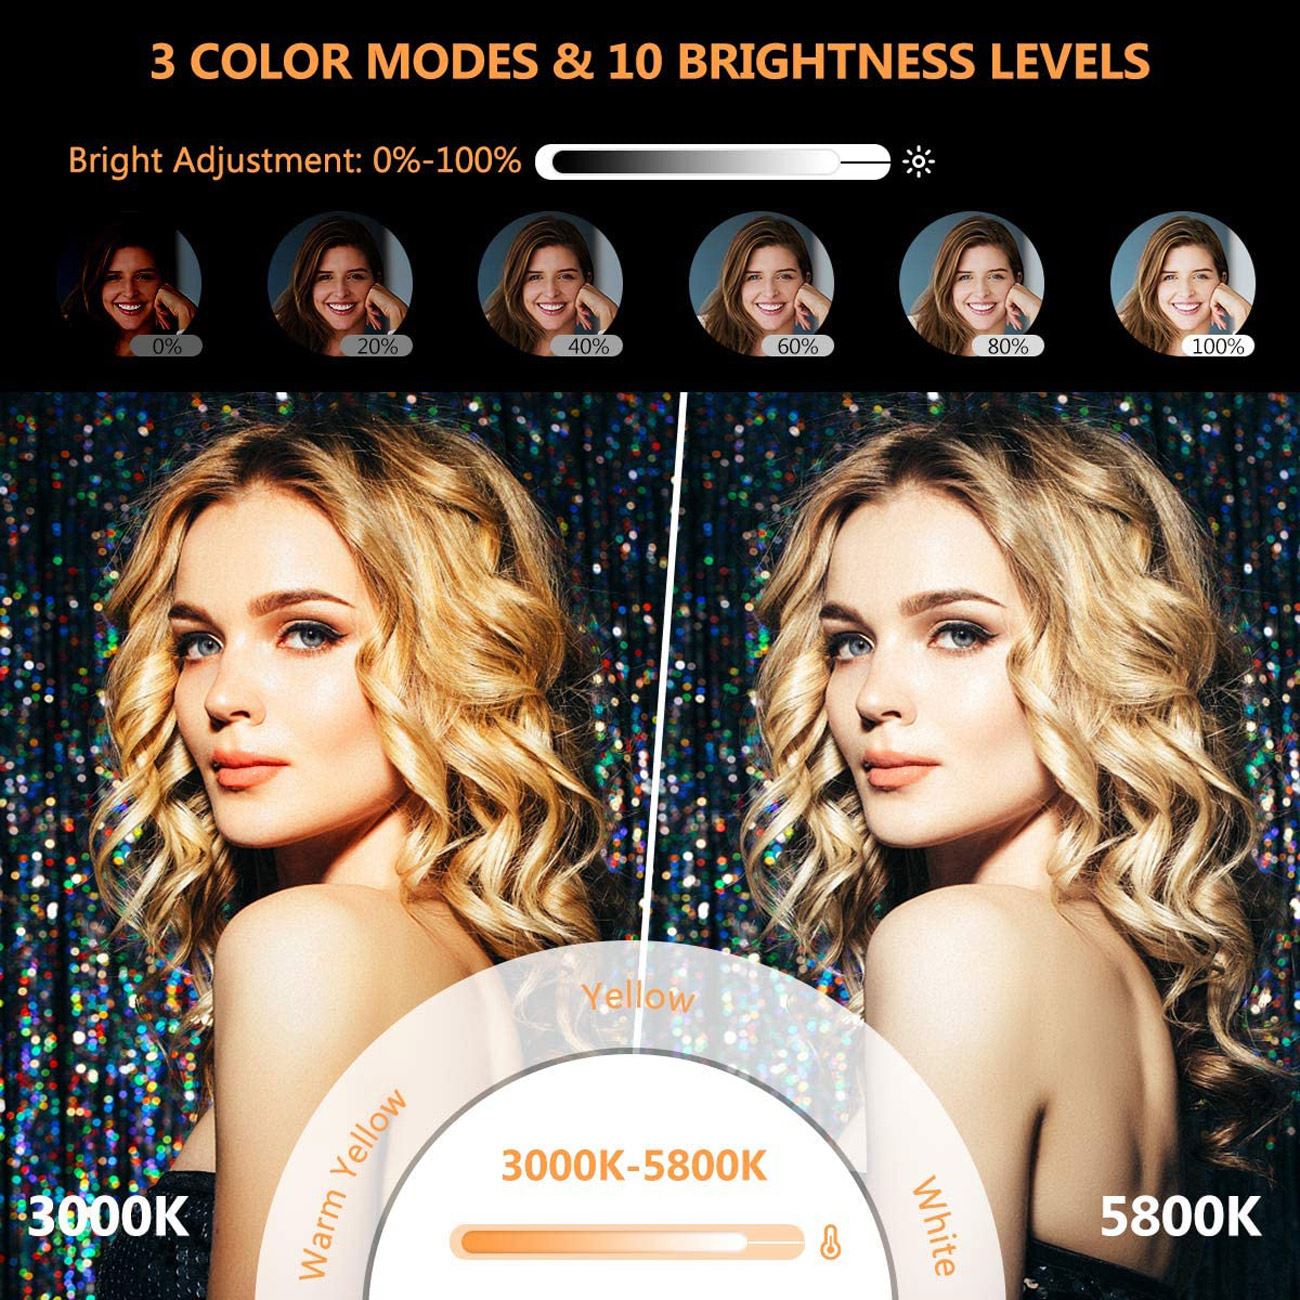 3 COLOR MODES & 10 BRIGHTNESS LEVELS
Bright Adjustment: 0%-100%
0%
20%
40%
60%
80%
100%
Yellow
Warm Yellow
White
3000K-5800K
3000K
5800K